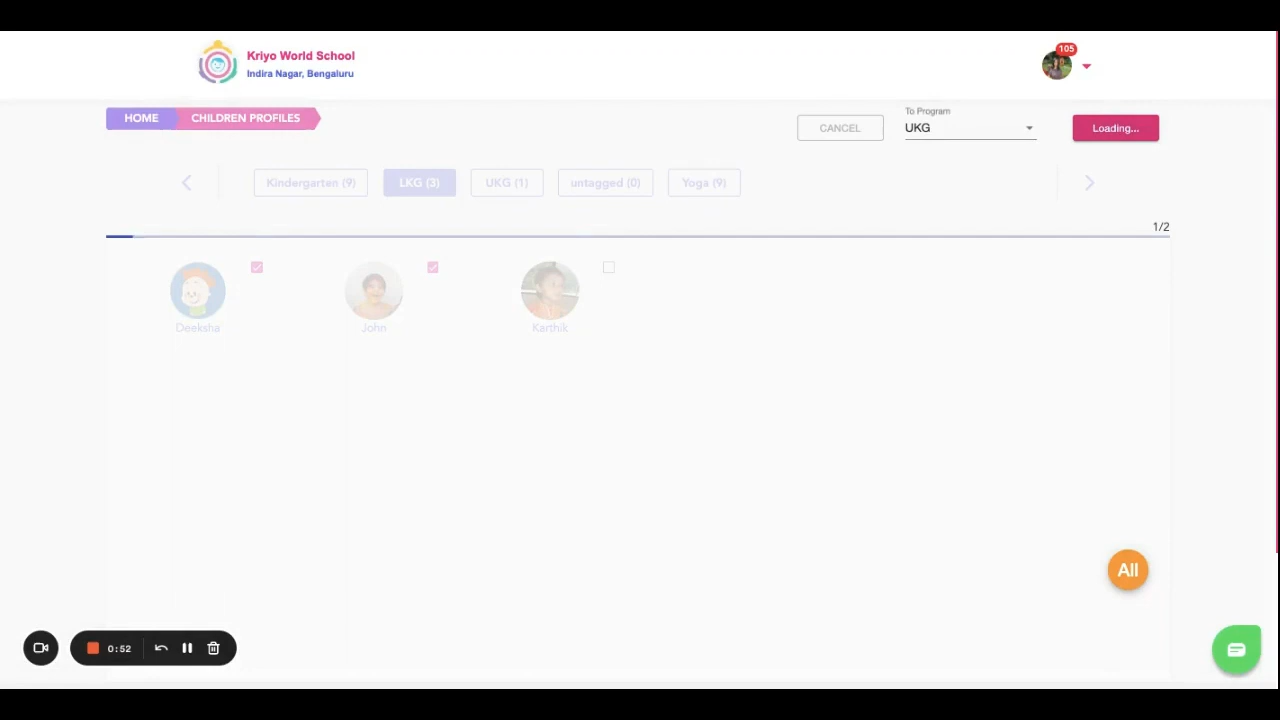 Kriyo World School
Indira Nagar, Bengaluru
105
HOME
CHILDREN PROFILES
CANCEL
To Program
UKG
Loading...
Kindergarten (9)
LKG (3)
UKG (1)
untagged (0)
Yoga (9)
1/2
Deeksha
John
Karthik
All
0:52